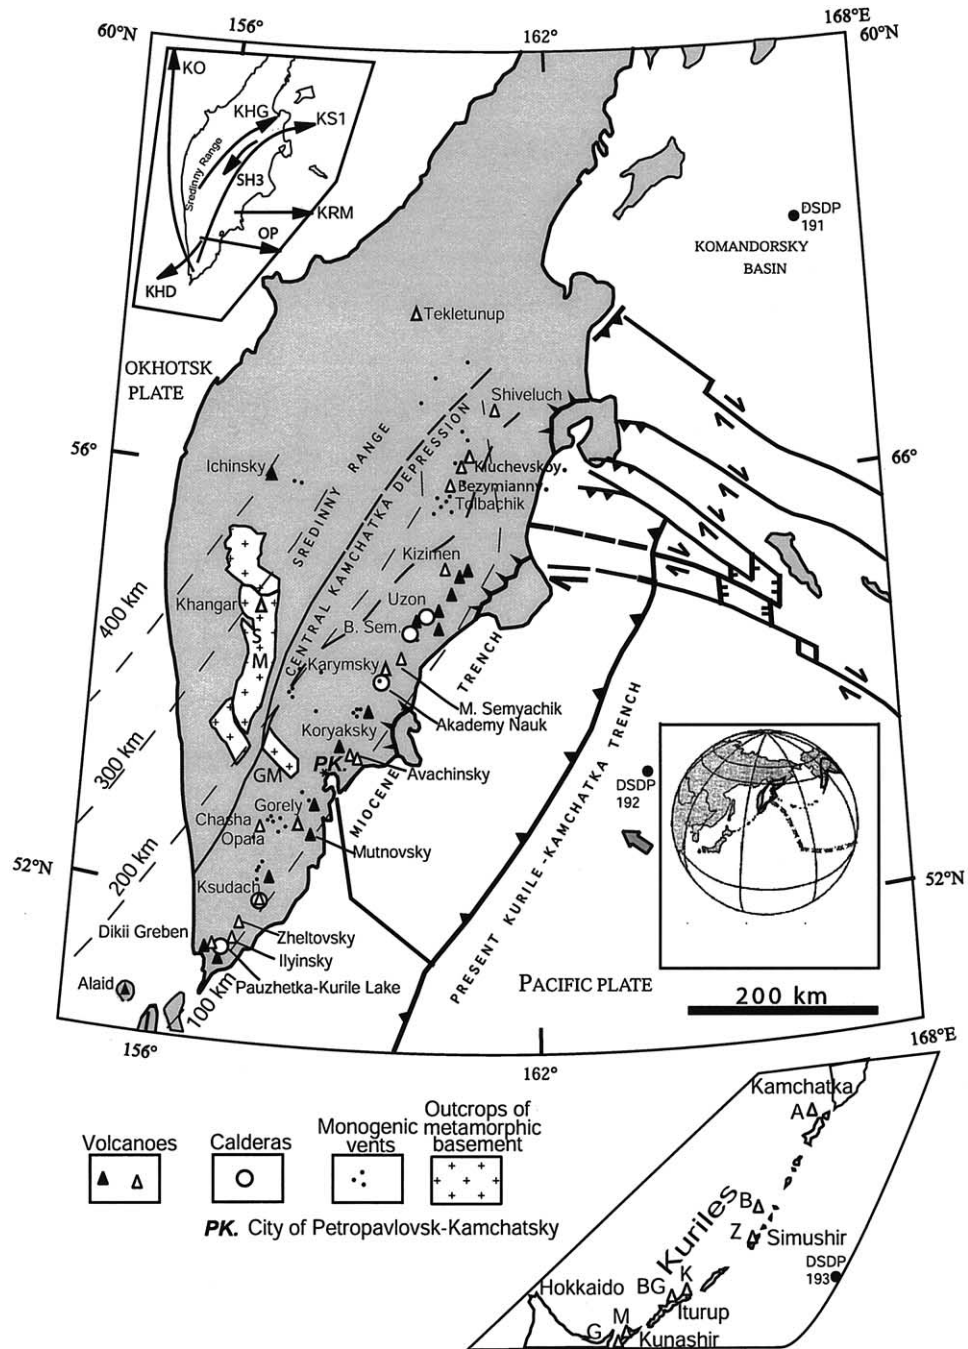 60°N
156°
162°
168°E
60°N
KO
KHG
KS1
Sredinny Range
SH3
KRM
OP
KHD
DSDP
191
KOMANDORSKY
BASIN
Tekletunup
OKHOTSK
PLATE
Shiveluch
56°
66°
Ichinsky
SREDINNY RANGE
CENTRAL KAMCHATKA DEPRESSION
Kluchevskoy
Bezymianny
Tolbachik
Kizimen
400 km
Khangar
Uzon
B. Sem.
S
M
Karymsky
M. Semyachik
Akademy Nauk
MIOCENE TRENCH
PRESENT KURILE-KAMCHATKA TRENCH
300 km
Koryaksky
PK.
Avachinsky
GM
DSDP
192
Gorely
Chasha
Opala
Mutnovsky
200 km
52°N
52°N
Ksudach
Dikii Greben
Zheltovsky
Ilyinsky
Pauzhetka-Kurile Lake
Alaid
100 km
PACIFIC PLATE
200 km
156°
162°
168°E
Volcanoes
Calderas
Monogenic
vents
Outcrops of
metamorphic
basement
PK. City of Petropavlovsk-Kamchatsky
Kamchatka
A
Kuriles
B
Z
Simushir
DSDP
193
Hokkaido
BG
K
Iturup
M
G
Kunashir